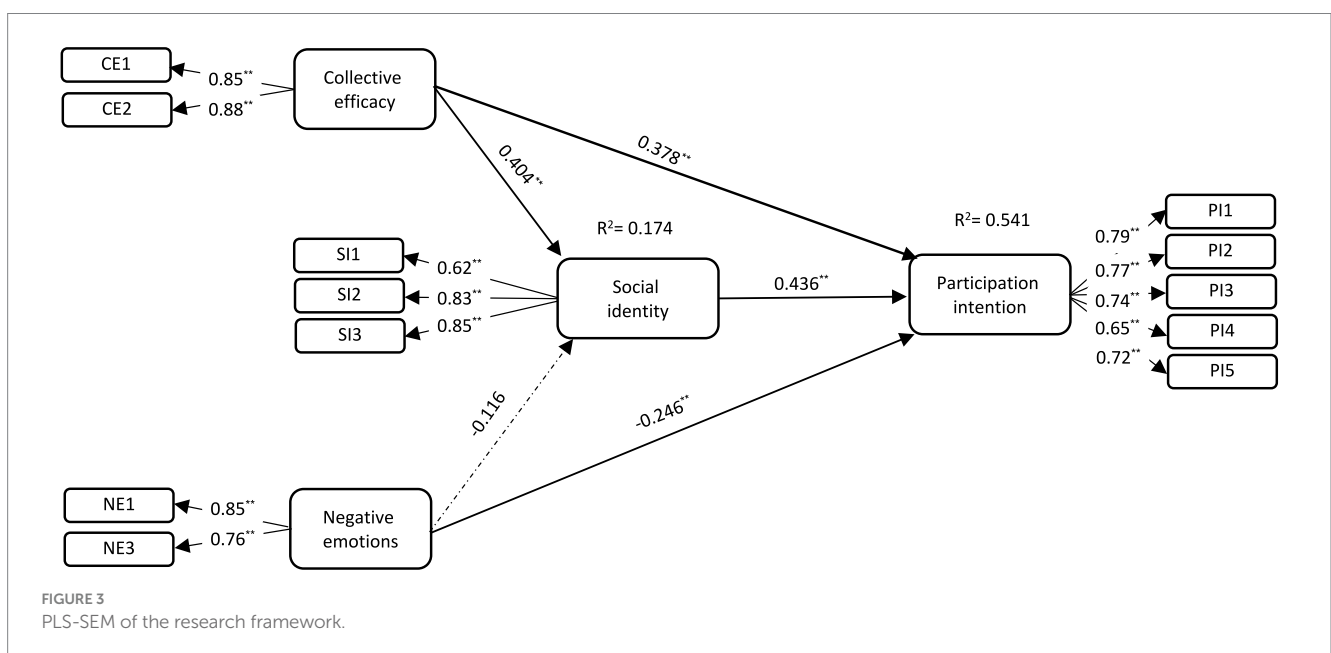 CE1
0.85**
CE2
0.88**
Collective
efficacy
0.404**
0.378**
R²= 0.174
R²= 0.541
SI1
0.62**
SI2
0.83**
SI3
0.85**
Social
identity
0.436**
Participation
intention
0.79**
PI1
0.77**
PI2
0.74**
PI3
0.65**
PI4
0.72**
PI5
-0.116
-0.246**
NE1
0.85**
NE3
0.76**
Negative
emotions
FIGURE 3
PLS-SEM of the research framework.